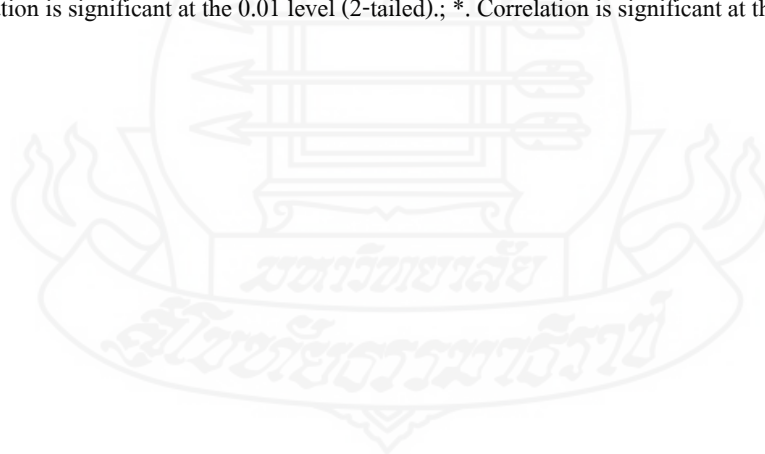 tion is significant at the 0.01 level (2-tailed).; *. Correlation is significant at th
มหาวิทยาลัย
สุโขทัยธรรมาธิราช